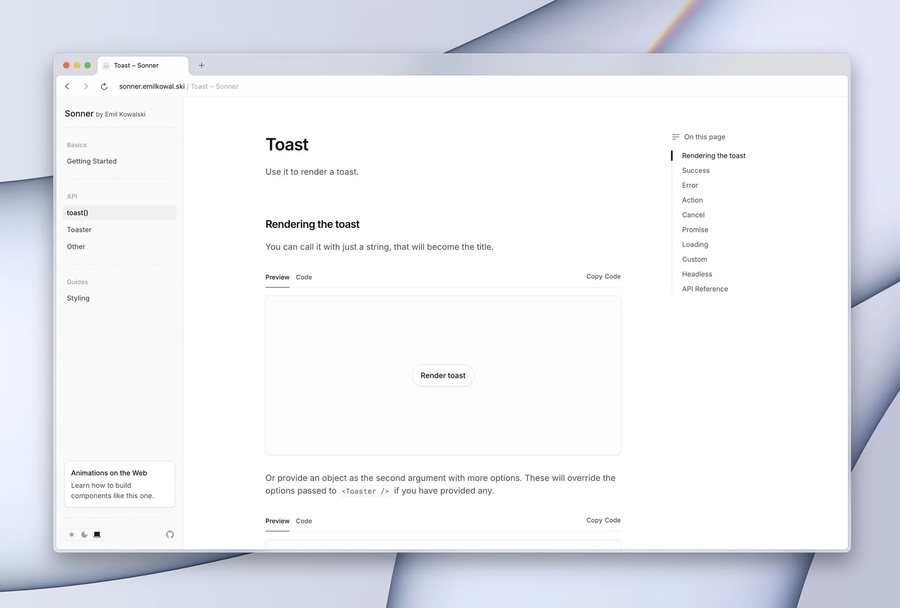 Toast – Sonner
sonner.emilkowal.ski / Toast – Sonner
Sonner by Emil Kowalski
Basics
Getting Started
API
toast()
Toaster
Other
Guides
Styling
Animations on the Web
Learn how to build
components like this one.
Toast
Use it to render a toast.
Rendering the toast
You can call it with just a string, that will become the title.
Preview Code Copy Code
Render toast
Or provide an object as the second argument with more options. These will override the
options passed to <Toaster /> if you have provided any.
Preview Code Copy Code
On this page
Rendering the toast
Success
Error
Action
Cancel
Promise
Loading
Custom
Headless
API Reference